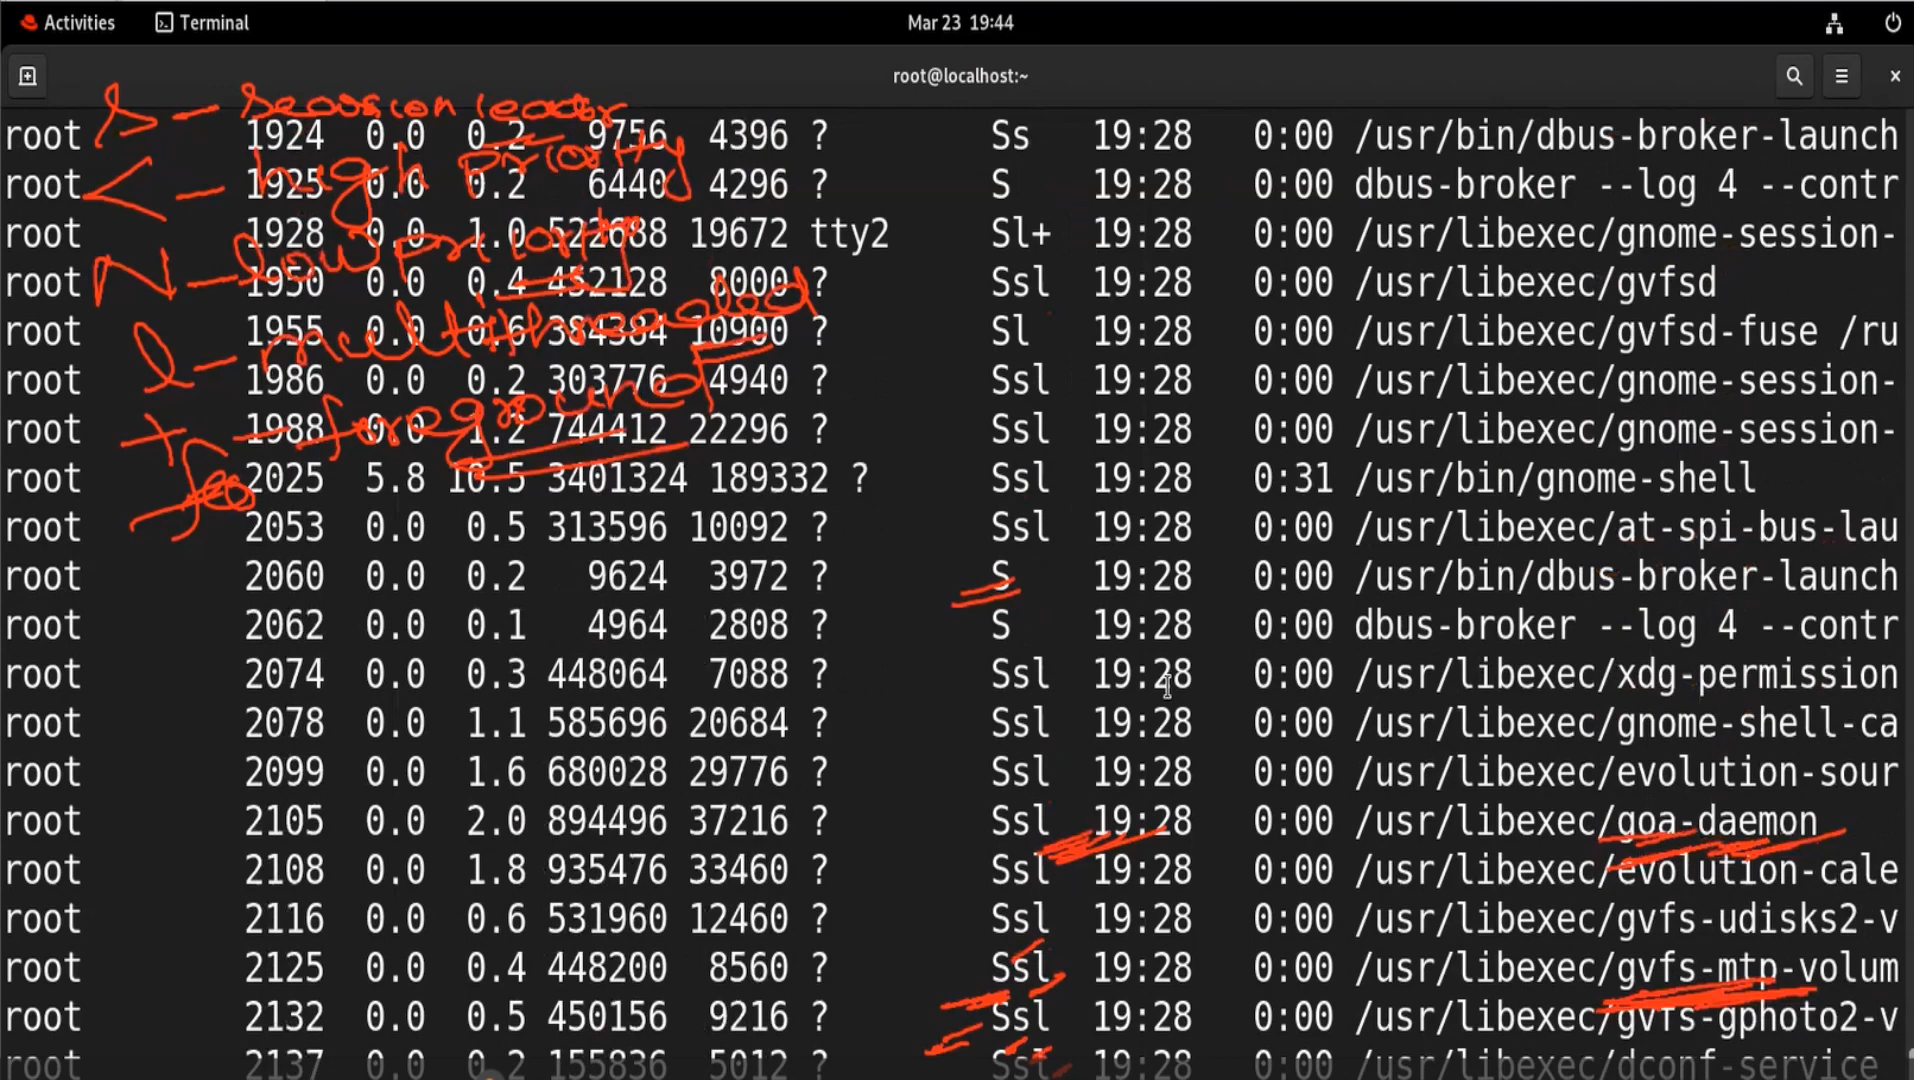 Activities Terminal Mar 23 19:44
root@localhost:~
s - session leader
root 1924 0.0 0.2 9756 4396 ? Ss 19:28 0:00 /usr/bin/dbus-broker-launch
< - high priority
root 1925 0.0 0.2 6440 4296 ? S 19:28 0:00 dbus-broker --log 4 --contr
root 1928 0.0 1.0 522688 19672 tty2 Sl+ 19:28 0:00 /usr/libexec/gnome-session-
N - low priority
root 1950 0.0 0.4 452128 8000 ? Ssl 19:28 0:00 /usr/libexec/gvfsd
l - multithreaded
root 1955 0.0 0.6 384384 10900 ? Sl 19:28 0:00 /usr/libexec/gvfsd-fuse /ru
root 1986 0.0 0.2 303776 4940 ? Ssl 19:28 0:00 /usr/libexec/gnome-session-
+ - foreground
root 1988 0.0 1.2 744412 22296 ? Ssl 19:28 0:00 /usr/libexec/gnome-session-
root 2025 5.8 10.5 3401324 189332 ? Ssl 19:28 0:31 /usr/bin/gnome-shell
root 2053 0.0 0.5 313596 10092 ? Ssl 19:28 0:00 /usr/libexec/at-spi-bus-lau
root 2060 0.0 0.2 9624 3972 ? S 19:28 0:00 /usr/bin/dbus-broker-launch
root 2062 0.0 0.1 4964 2808 ? S 19:28 0:00 dbus-broker --log 4 --contr
root 2074 0.0 0.3 448064 7088 ? Ssl 19:28 0:00 /usr/libexec/xdg-permission
root 2078 0.0 1.1 585696 20684 ? Ssl 19:28 0:00 /usr/libexec/gnome-shell-ca
root 2099 0.0 1.6 680028 29776 ? Ssl 19:28 0:00 /usr/libexec/evolution-sour
root 2105 0.0 2.0 894496 37216 ? Ssl 19:28 0:00 /usr/libexec/goa-daemon
root 2108 0.0 1.8 935476 33460 ? Ssl 19:28 0:00 /usr/libexec/evolution-cale
root 2116 0.0 0.6 531960 12460 ? Ssl 19:28 0:00 /usr/libexec/gvfs-udisks2-v
root 2125 0.0 0.4 448200 8560 ? Ssl 19:28 0:00 /usr/libexec/gvfs-mtp-volum
root 2132 0.0 0.5 450156 9216 ? Ssl 19:28 0:00 /usr/libexec/gvfs-gphoto2-v
root 2137 0.0 0.2 155836 5012 ? Ssl 19:28 0:00 /usr/libexec/dconf-service